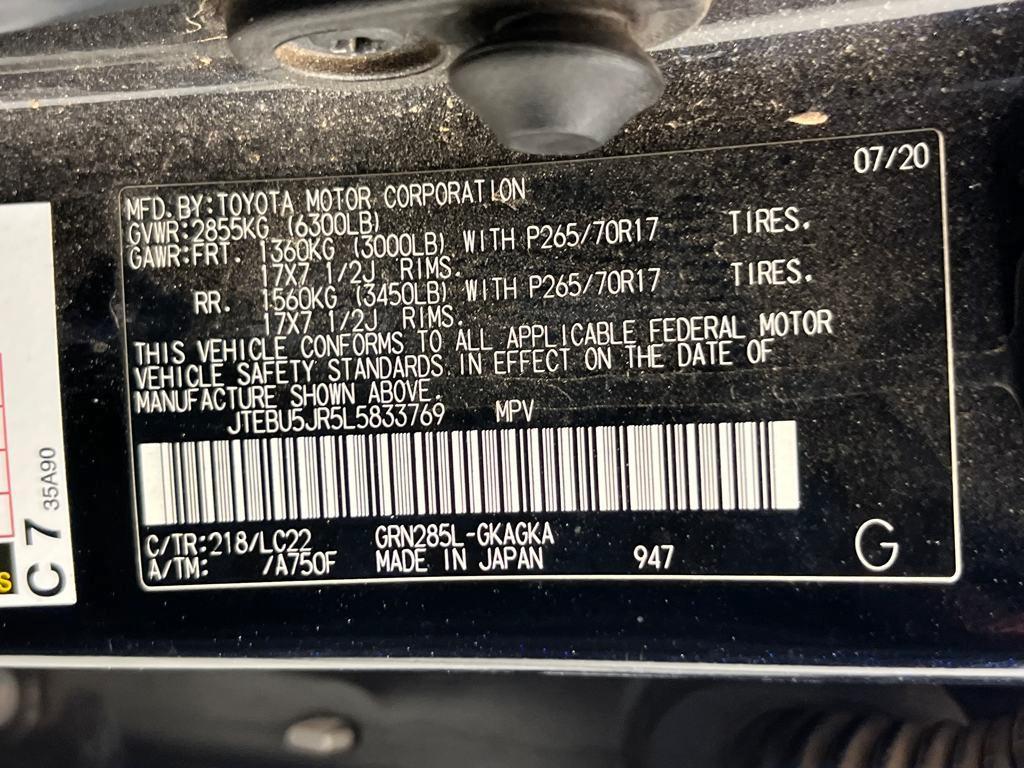 07/20
MFD. BY: TOYOTA MOTOR CORPORATION
GVWR: 2855KG (6300LB)
GAWR: FRT. 1360KG (3000LB) WITH P265/70R17 TIRES.
17X7 1/2J RIMS.
RR. 1560KG (3450LB) WITH P265/70R17 TIRES.
17X7 1/2J RIMS.
THIS VEHICLE CONFORMS TO ALL APPLICABLE FEDERAL MOTOR
VEHICLE SAFETY STANDARDS IN EFFECT ON THE DATE OF
MANUFACTURE SHOWN ABOVE.
JTEBU5JR5L5833769 MPV
C/TR: 218/LC22 GRN285L-GKAGKA
A/TM: /A750F MADE IN JAPAN 947 G
C 7 35A90
S